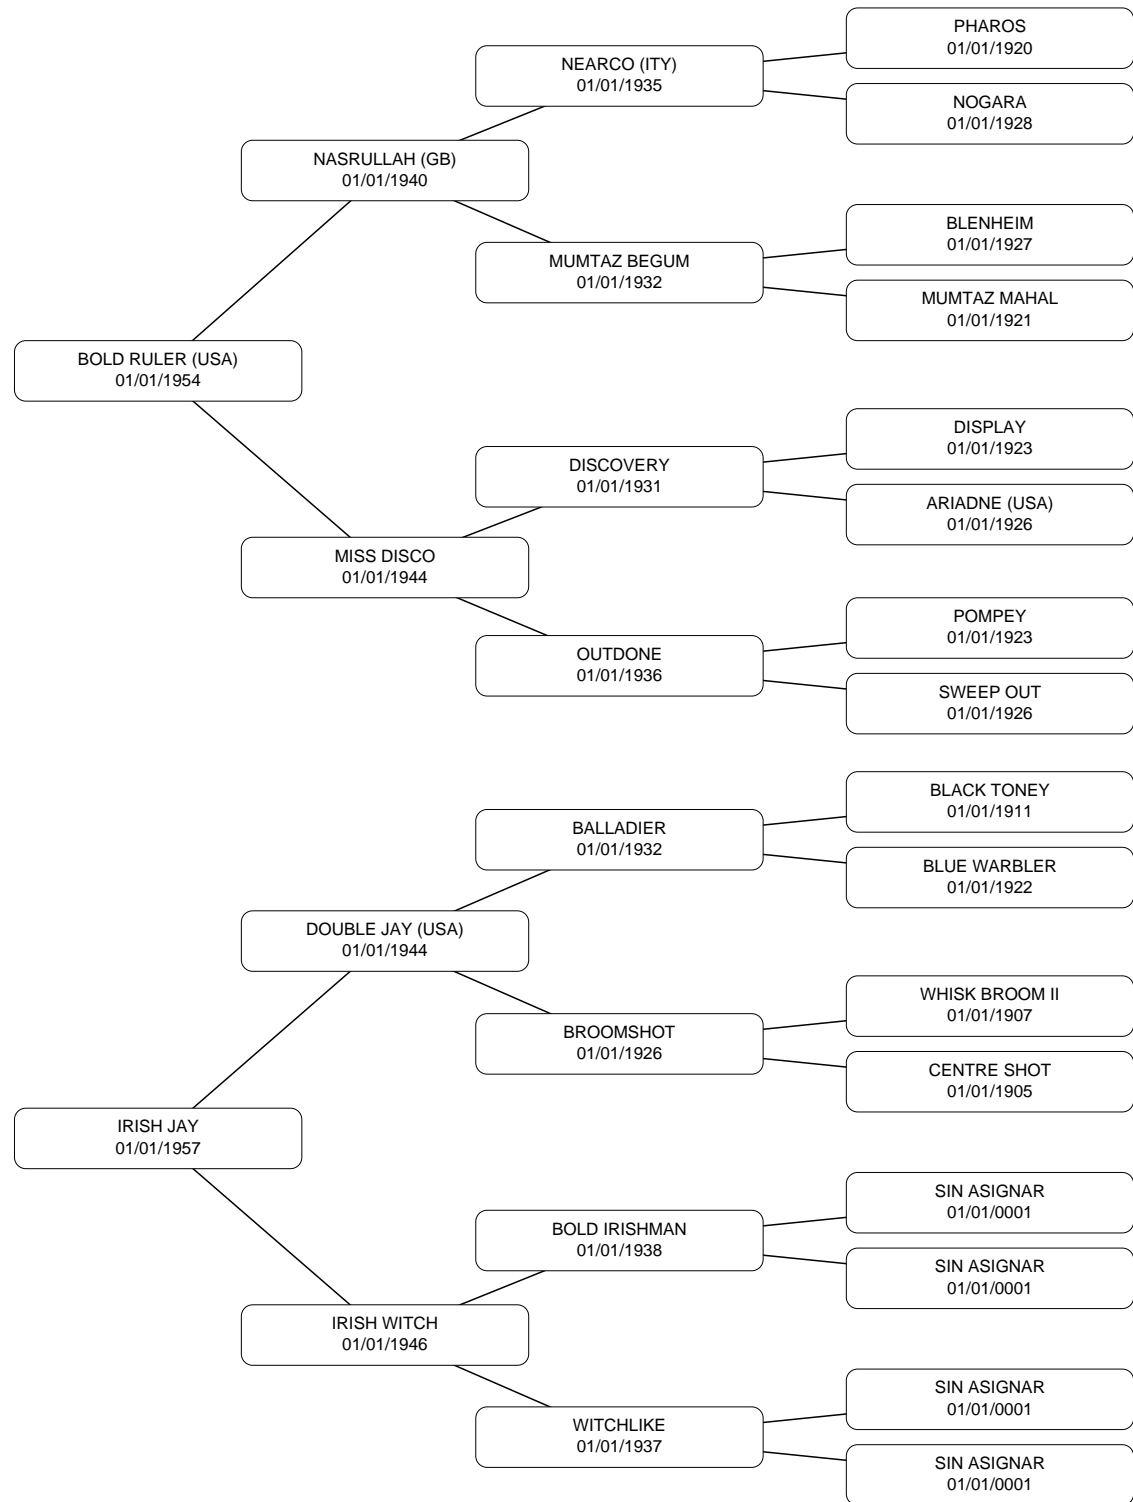 PHAROS
01/01/1920
NEARCO (ITY)
01/01/1935
NOGARA
01/01/1928
NASRULLAH (GB)
01/01/1940
BLENHEIM
01/01/1927
MUMTAZ BEGUM
01/01/1932
MUMTAZ MAHAL
01/01/1921
BOLD RULER (USA)
01/01/1954
DISPLAY
01/01/1923
DISCOVERY
01/01/1931
ARIADNE (USA)
01/01/1926
MISS DISCO
01/01/1944
POMPEY
01/01/1923
OUTDONE
01/01/1936
SWEEP OUT
01/01/1926
BLACK TONEY
01/01/1911
BALLADIER
01/01/1932
BLUE WARBLER
01/01/1922
DOUBLE JAY (USA)
01/01/1944
WHISK BROOM II
01/01/1907
BROOMSHOT
01/01/1926
CENTRE SHOT
01/01/1905
IRISH JAY
01/01/1957
SIN ASIGNAR
01/01/0001
BOLD IRISHMAN
01/01/1938
SIN ASIGNAR
01/01/0001
IRISH WITCH
01/01/1946
SIN ASIGNAR
01/01/0001
WITCHLIKE
01/01/1937
SIN ASIGNAR
01/01/0001